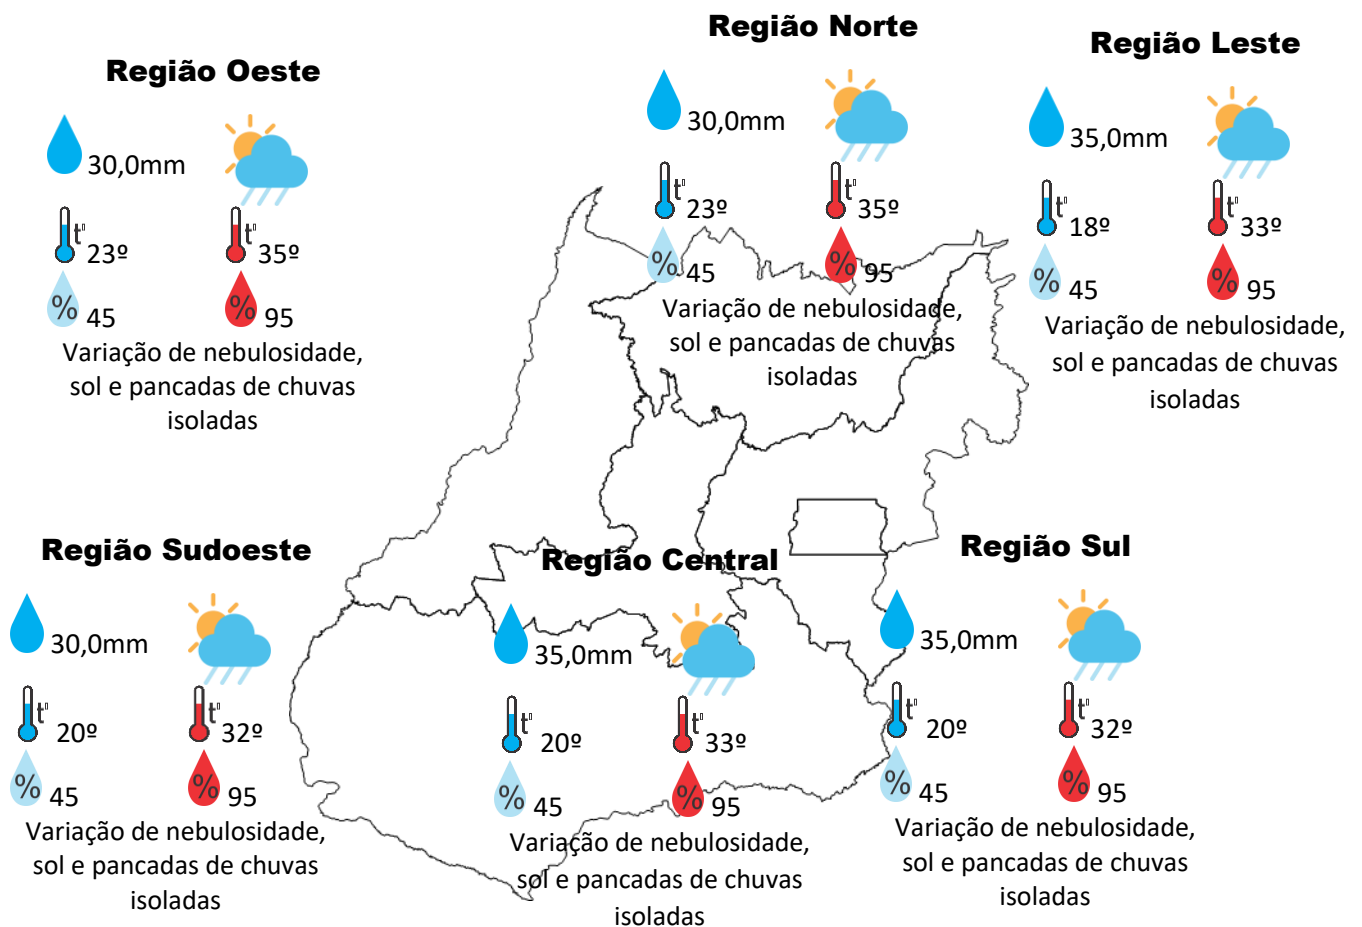 Região Oeste
30,0mm
t°
23º
35º
% 45
% 95
Variação de nebulosidade,
sol e pancadas de chuvas
isoladas
Região Norte
30,0mm
t°
23º
t°
35º
% 45
% 95
Variação de nebulosidade,
sol e pancadas de chuvas
isoladas
Região Leste
35,0mm
t°
18º
t°
33º
% 45
% 95
Variação de nebulosidade,
sol e pancadas de chuvas
isoladas
Região Sudoeste
30,0mm
t°
20º
t°
32º
% 45
% 95
Variação de nebulosidade,
sol e pancadas de chuvas
isoladas
Região Central
35,0mm
t°
20º
t°
33º
% 45
% 95
Variação de nebulosidade,
sol e pancadas de chuvas
isoladas
Região Sul
35,0mm
t°
20º
t°
32º
% 45
% 95
Variação de nebulosidade,
sol e pancadas de chuvas
isoladas